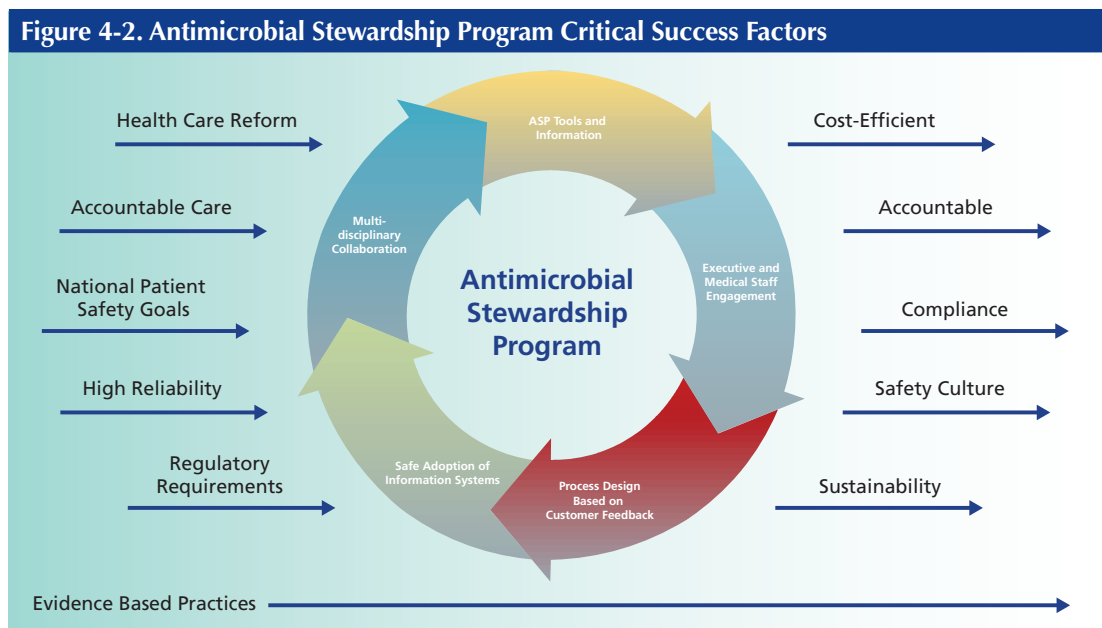 Figure 4-2. Antimicrobial Stewardship Program Critical Success Factors
Health Care Reform
Accountable Care
National Patient
Safety Goals
High Reliability
Regulatory
Requirements
ASP Tools and
Information
Multi-
disciplinary
Collaboration
Executive and
Medical Staff
Engagement
Antimicrobial
Stewardship
Program
Safe Adoption of
Information Systems
Process Design
Based on
Customer Feedback
Cost-Efficient
Accountable
Compliance
Safety Culture
Sustainability
Evidence Based Practices